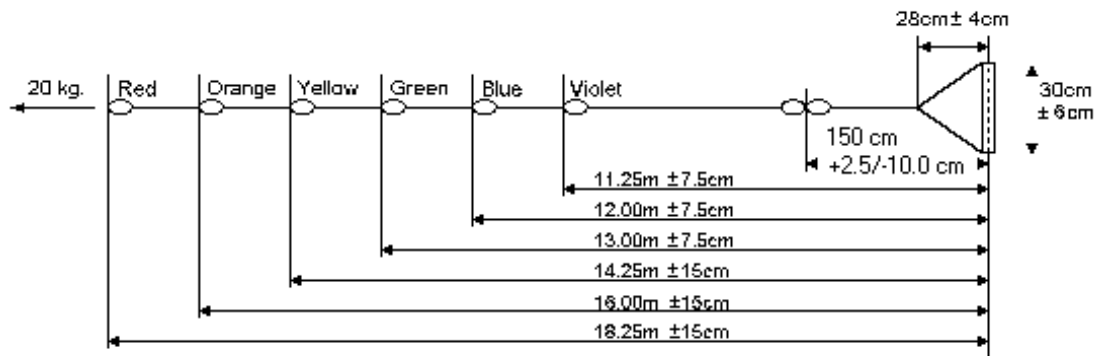 28cm± 4cm
20 kg.
Red
Orange
Yellow
Green
Blue
Violet
30cm
± 6cm
150 cm
+2.5/-10.0 cm
11.25m ±7.5cm
12.00m ±7.5cm
13.00m ±7.5cm
14.25m ±15cm
16.00m ±15cm
18.25m ±15cm